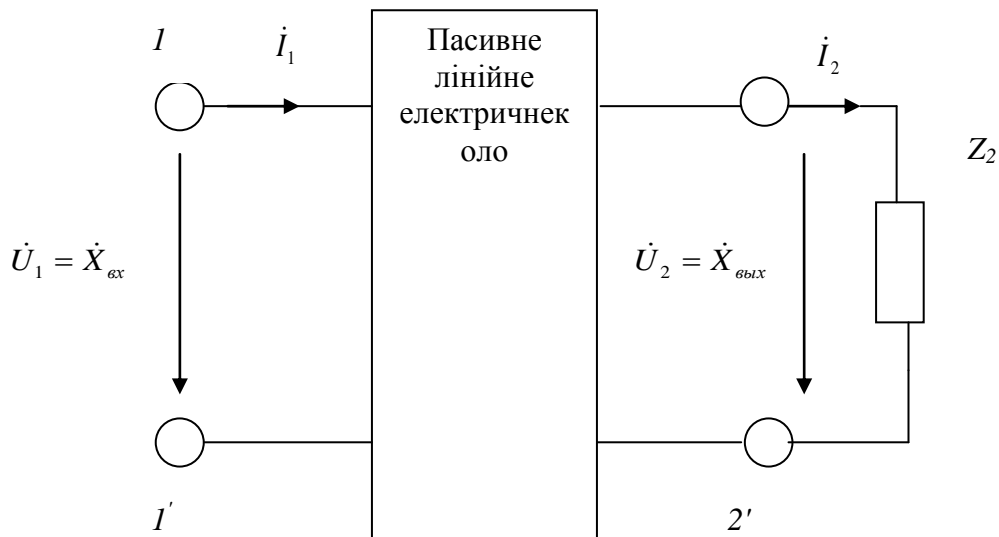 1
İ₁
Пасивне
лінійне
електричнек
оло
İ₂
Z₂
U̇₁ = Ẋвх
U̇₂ = Ẋвых
1'
2'